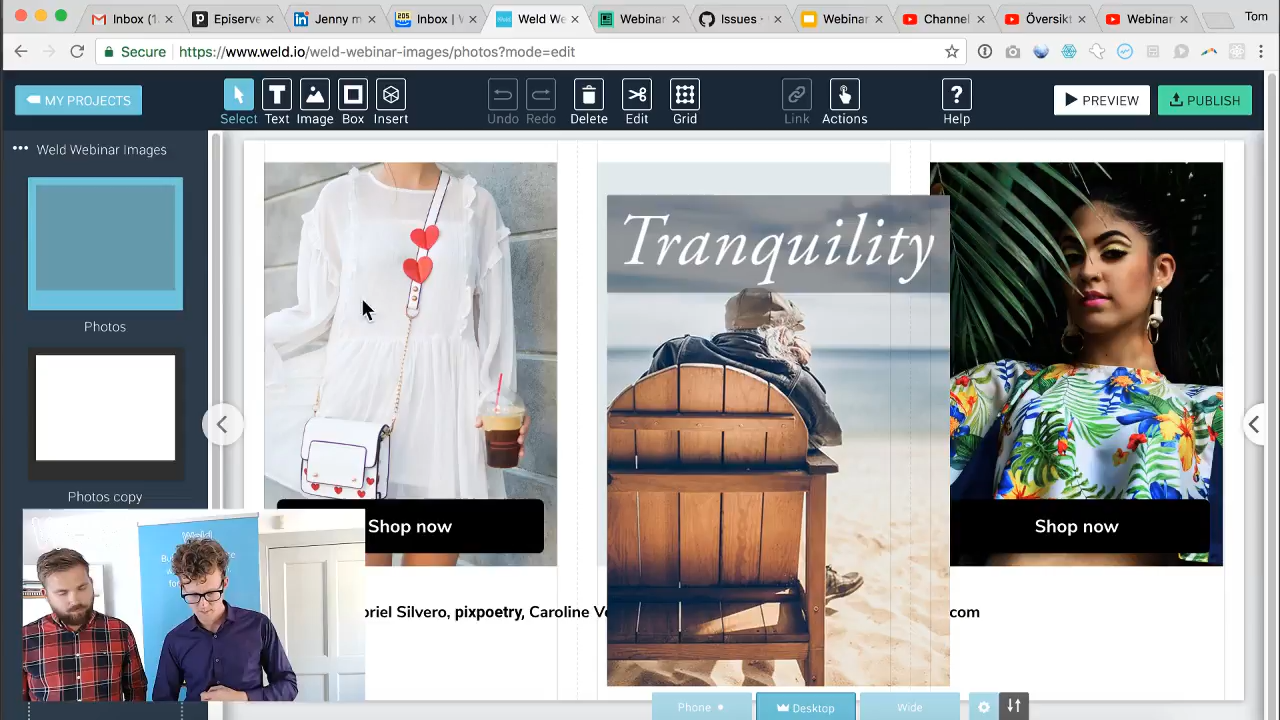 Inbox (1
Episerve
Jenny m
Inbox | W
Weld We
Webinar
Issues ·
Webinar
Channel
Översikt
Webinar
Tom
Secure https://www.weld.io/weld-webinar-images/photos?mode=edit
MY PROJECTS
Select
Text
Image
Box
Insert
Undo
Redo
Delete
Edit
Grid
Link
Actions
Help
PREVIEW
PUBLISH
Weld Webinar Images
Photos
Photos copy
Tranquility
Shop now
Shop now
briel Silvero, pixpoetry, Caroline Ve
com
Phone
Desktop
Wide